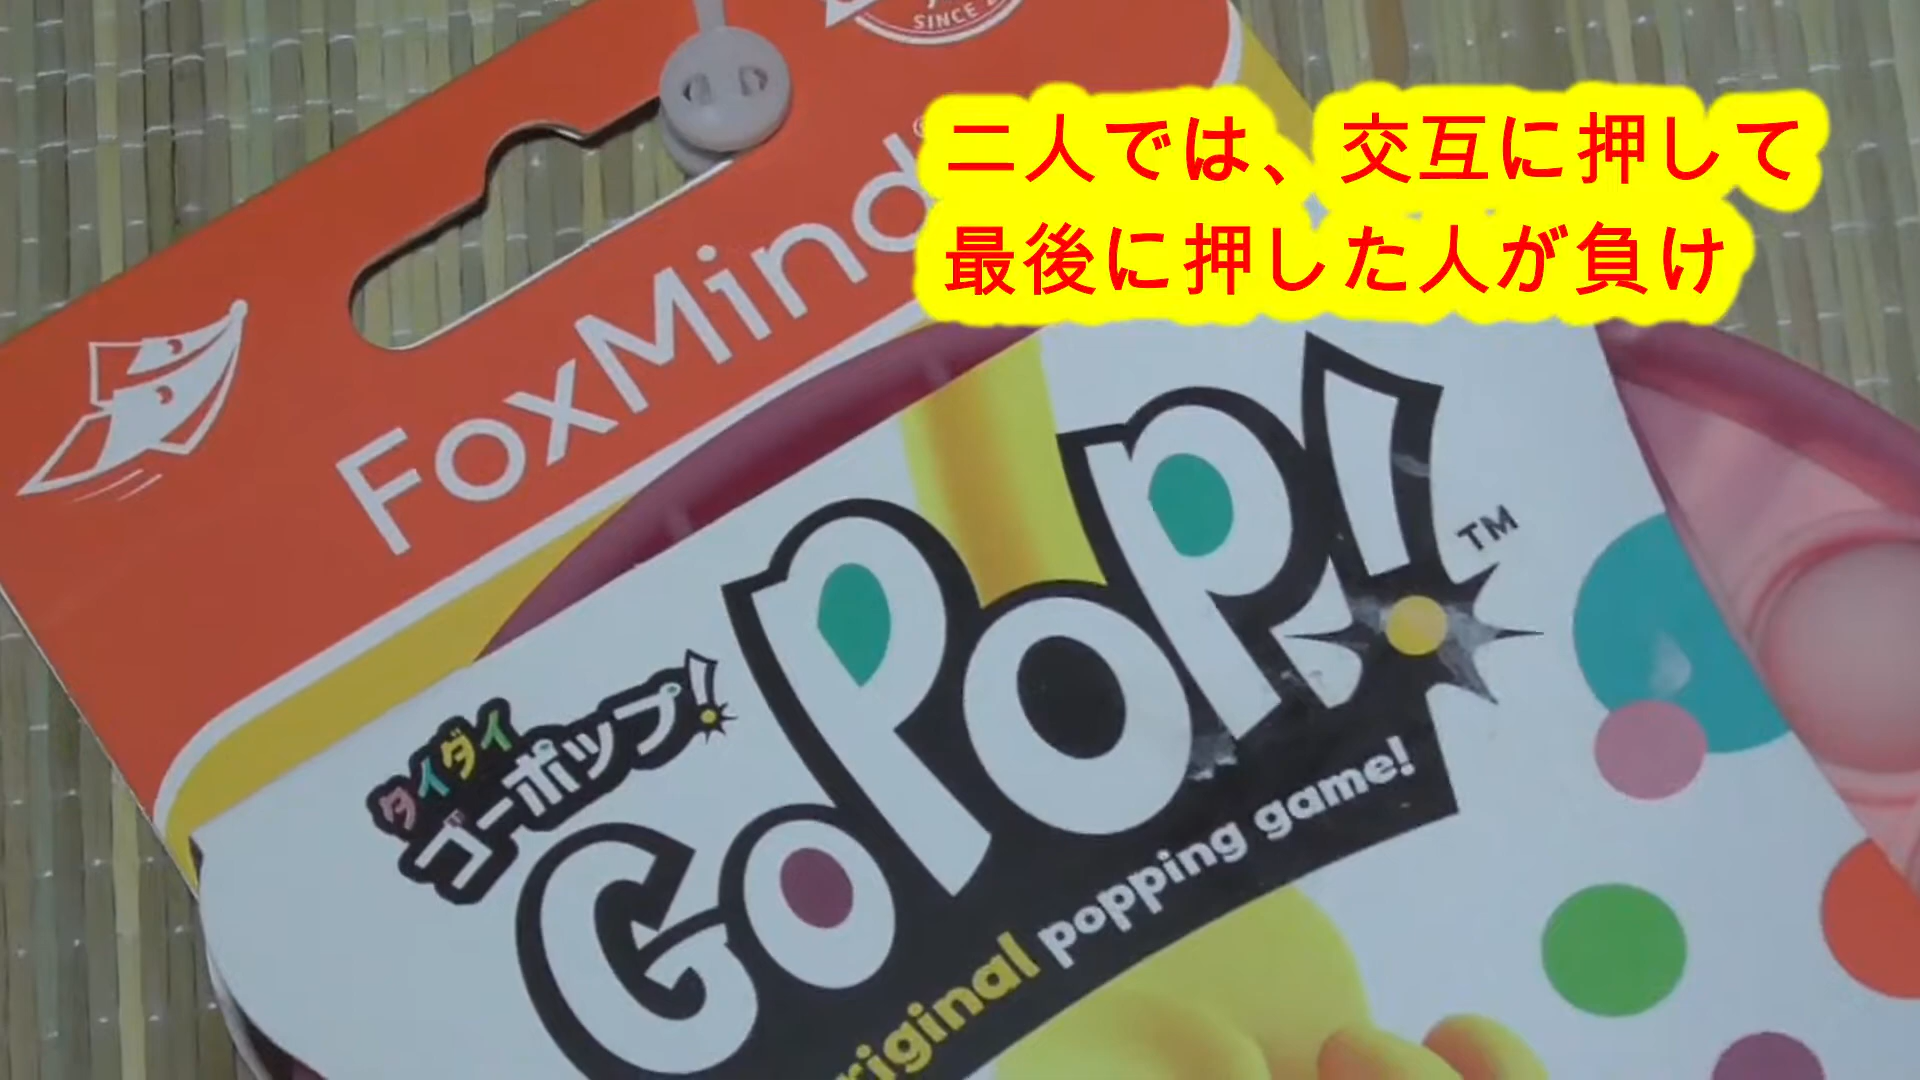 SINCE
二人では、交互に押して
最後に押した人が負け
FoxMind
タイダイ
ゴーポップ!
GoPoP!
TM
popping game!